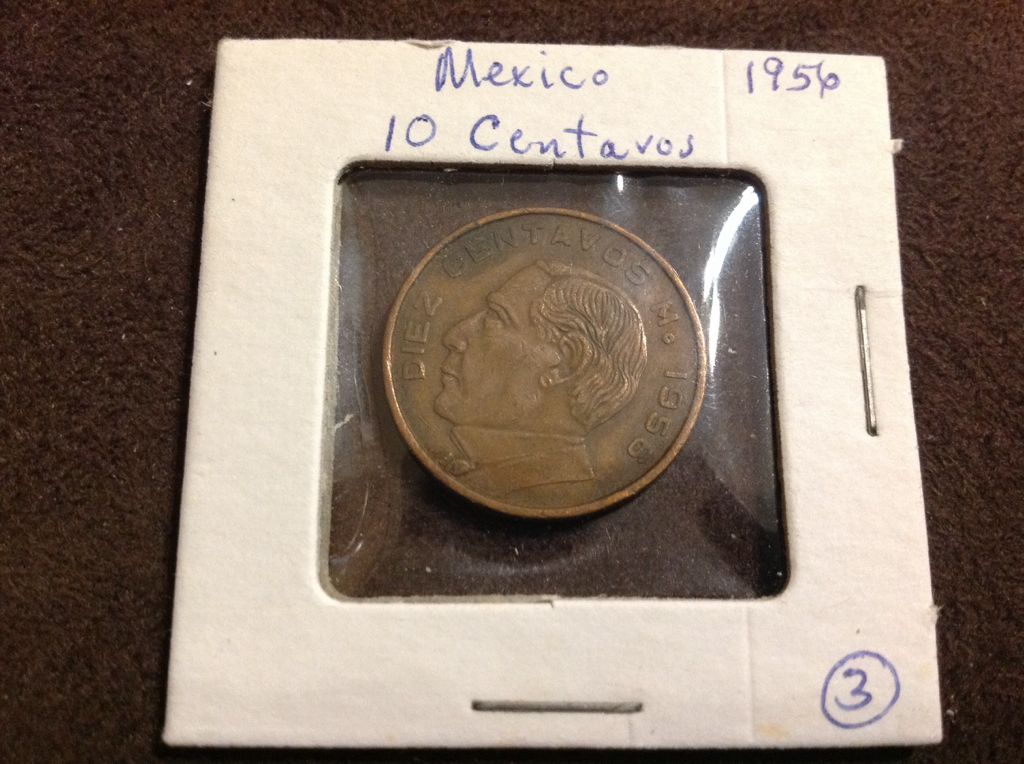 Mexico 1956
10 Centavos
DIEZ CENTAVOS M. 1956
3